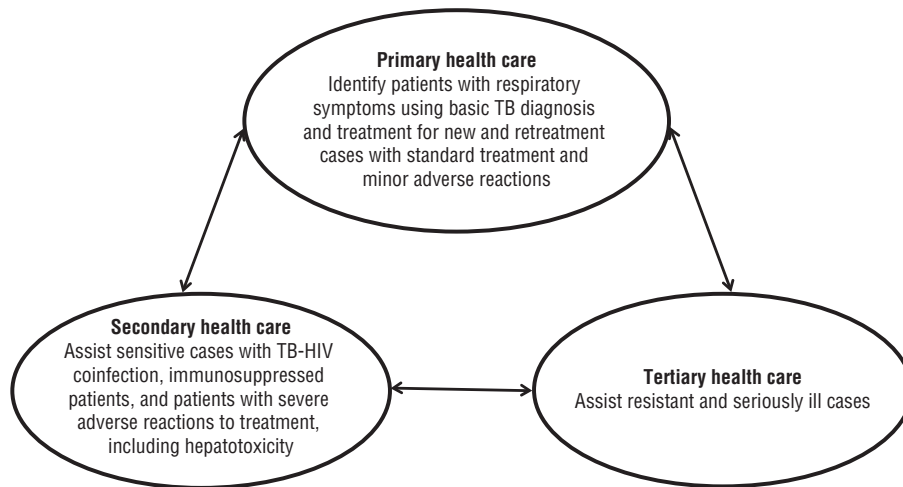 Primary health care
Identify patients with respiratory
symptoms using basic TB diagnosis
and treatment for new and retreatment
cases with standard treatment and
minor adverse reactions
Secondary health care
Assist sensitive cases with TB-HIV
coinfection, immunosuppressed
patients, and patients with severe
adverse reactions to treatment,
including hepatotoxicity
Tertiary health care
Assist resistant and seriously ill cases